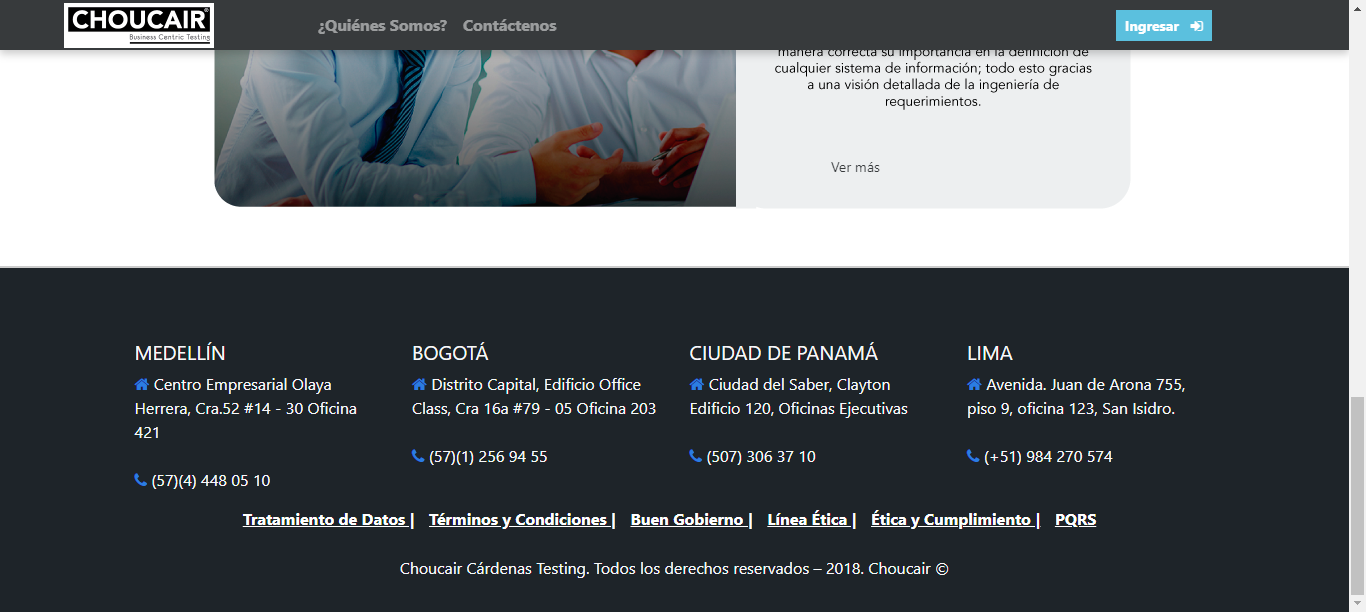 CHOUCAIR®
Business Centric Testing
¿Quiénes Somos?
Contáctenos
Ingresar
manera correcta su importancia en la definición de
cualquier sistema de información; todo esto gracias
a una visión detallada de la ingeniería de
requerimientos.
Ver más
MEDELLÍN
Centro Empresarial Olaya
Herrera, Cra.52 #14 - 30 Oficina
421
(57)(4) 448 05 10
BOGOTÁ
Distrito Capital, Edificio Office
Class, Cra 16a #79 - 05 Oficina 203
(57)(1) 256 94 55
CIUDAD DE PANAMÁ
Ciudad del Saber, Clayton
Edificio 120, Oficinas Ejecutivas
(507) 306 37 10
LIMA
Avenida. Juan de Arona 755,
piso 9, oficina 123, San Isidro.
(+51) 984 270 574
Tratamiento de Datos | Términos y Condiciones | Buen Gobierno | Línea Ética | Ética y Cumplimiento | PQRS
Choucair Cárdenas Testing. Todos los derechos reservados – 2018. Choucair ©